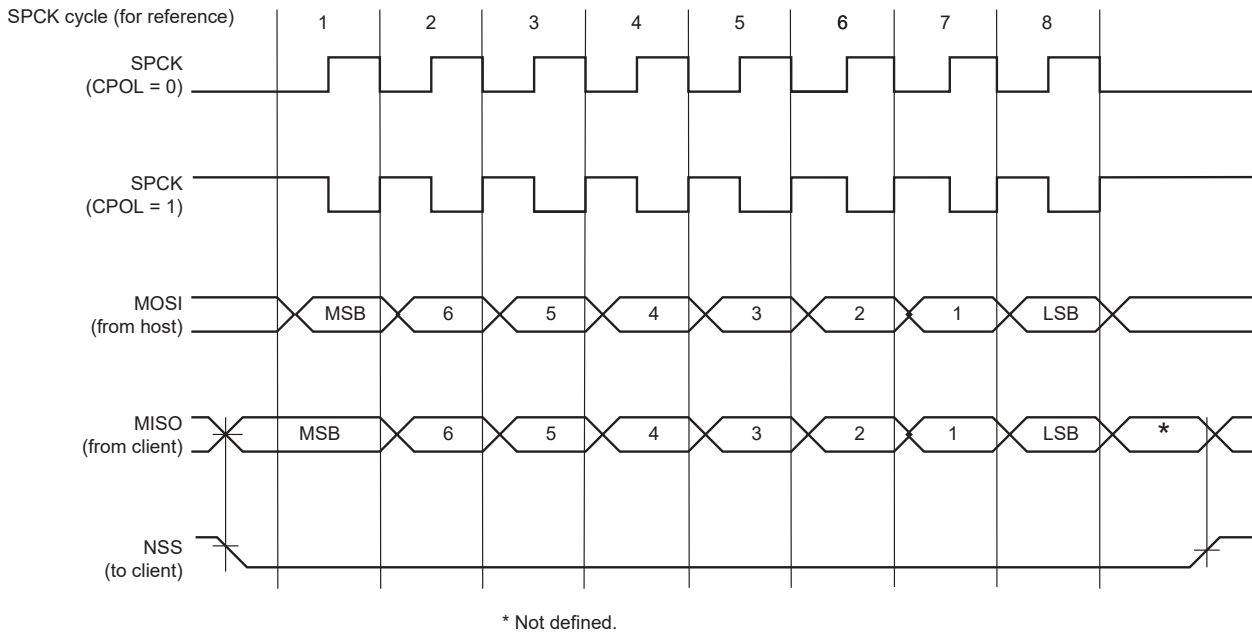 SPCK cycle (for reference)
1 2 3 4 5 6 7 8
SPCK
(CPOL = 0)
SPCK
(CPOL = 1)
MOSI
(from host)
MSB 6 5 4 3 2 1 LSB
MISO
(from client)
MSB 6 5 4 3 2 1 LSB *
NSS
(to client)
* Not defined.